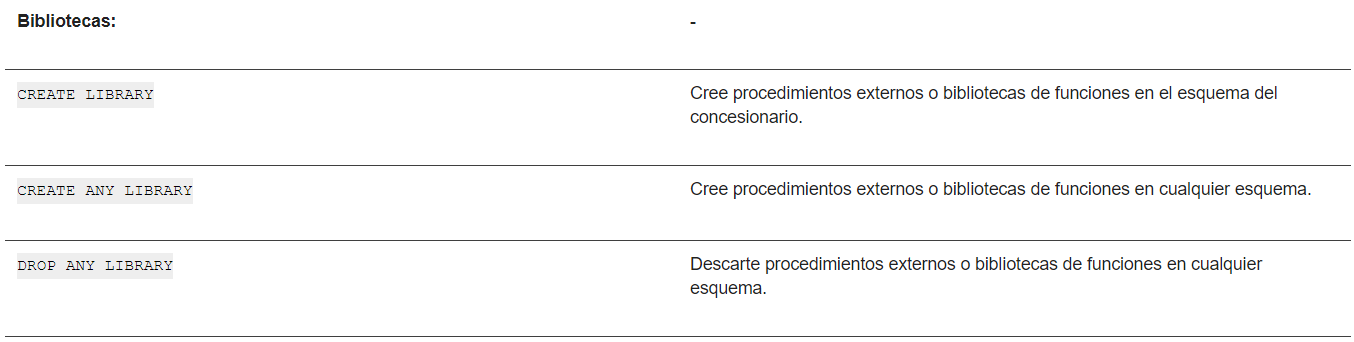 Bibliotecas: -
CREATE LIBRARY Cree procedimientos externos o bibliotecas de funciones en el esquema del
concesionario.
CREATE ANY LIBRARY Cree procedimientos externos o bibliotecas de funciones en cualquier esquema.
DROP ANY LIBRARY Descarte procedimientos externos o bibliotecas de funciones en cualquier
esquema.